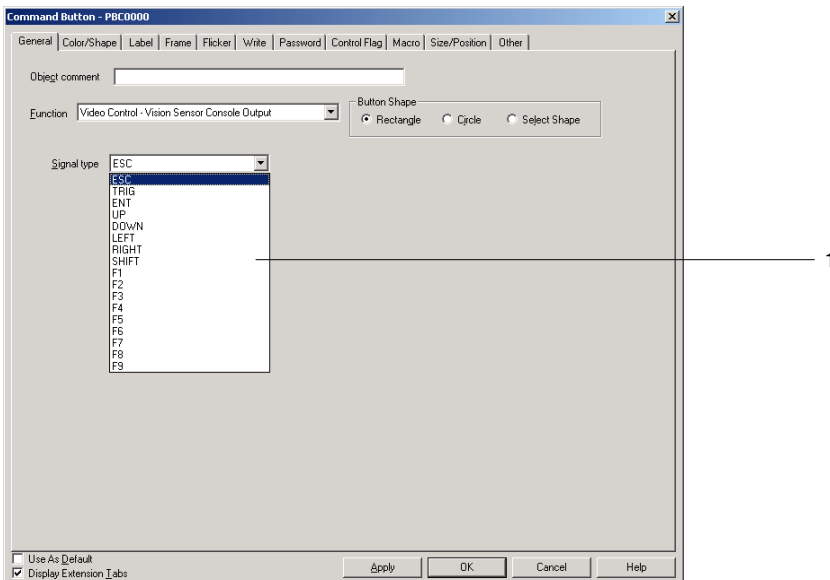 Command Button - PBC0000
General Color/Shape Label Frame Flicker Write Password Control Flag Macro Size/Position Other
Object comment
Function Video Control - Vision Sensor Console Output
Button Shape
Rectangle Circle Select Shape
Signal type ESC
ESC
TRIG
ENT
UP
DOWN
LEFT
RIGHT
SHIFT
F1
F2
F3
F4
F5
F6
F7
F8
F9
1
Use As Default
Display Extension Tabs
Apply OK Cancel Help